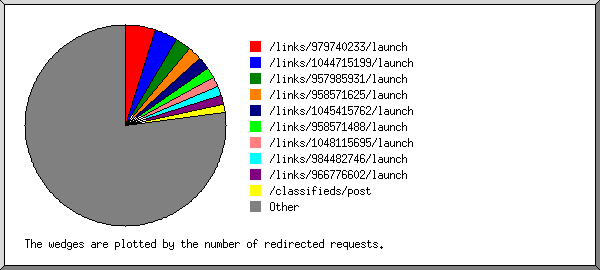 /links/979740233/launch
/links/1044715199/launch
/links/957985931/launch
/links/958571625/launch
/links/1045415762/launch
/links/958571488/launch
/links/1048115695/launch
/links/984482746/launch
/links/966776602/launch
/classifieds/post
Other
The wedges are plotted by the number of redirected requests.